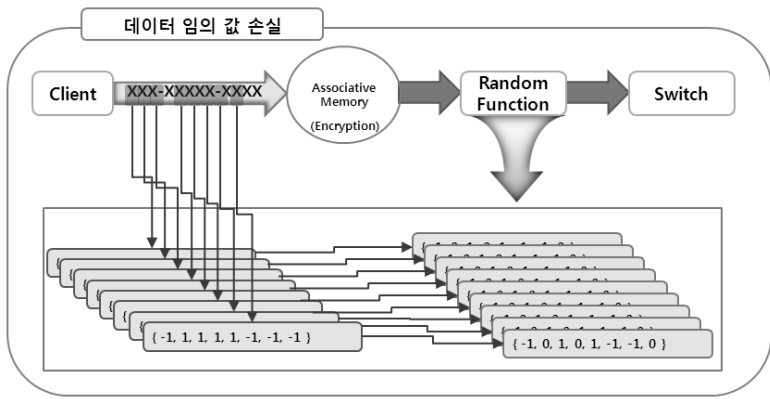 데이터 임의 값 손실
Client
XXX-XXXXX-XXXX
Associative
Memory
(Encryption)
Random
Function
Switch
{ -1, 1, 1, 1, 1, -1, -1, -1 }
{ -1, 0, 1, 0, 1, -1, -1, 0 }